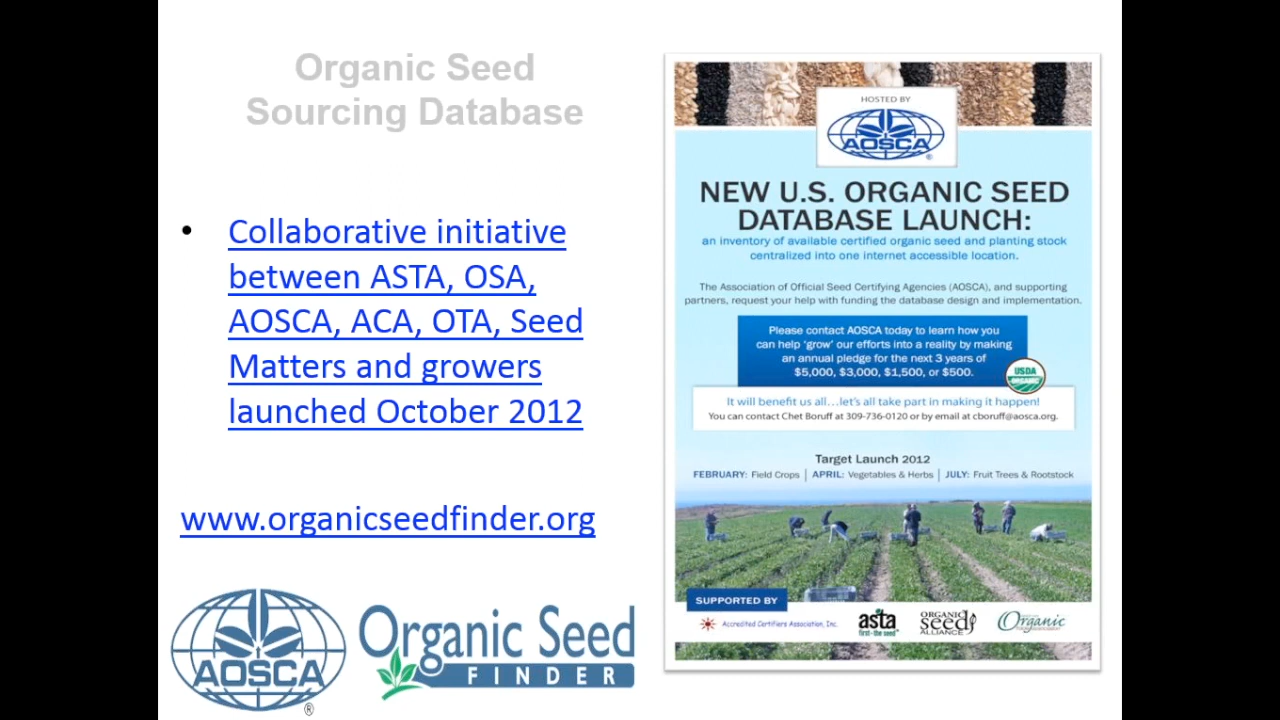 Organic Seed
Sourcing Database
• Collaborative initiative
between ASTA, OSA,
AOSCA, ACA, OTA, Seed
Matters and growers
launched October 2012
www.organicseedfinder.org
AOSCA
®
Organic Seed
FINDER
HOSTED BY
AOSCA
®
NEW U.S. ORGANIC SEED
DATABASE LAUNCH:
an inventory of available certified organic seed and planting stock
centralized into one internet accessible location.
The Association of Official Seed Certifying Agencies (AOSCA), and supporting
partners, request your help with funding the database design and implementation.
Please contact AOSCA today to learn how you
can help ‘grow’ our efforts into a reality by making
an annual pledge for the next 3 years of
$5,000, $3,000, $1,500, or $500.
USDA
ORGANIC
It will benefit us all...let's all take part in making it happen!
You can contact Chet Boruff at 309-736-0120 or by email at cboruff@aosca.org.
Target Launch 2012
FEBRUARY: Field Crops | APRIL: Vegetables & Herbs | JULY: Fruit Trees & Rootstock
SUPPORTED BY
Accredited Certifiers Association, Inc.
asta
first-the seed
ORGANIC
seed
ALLIANCE
Organic